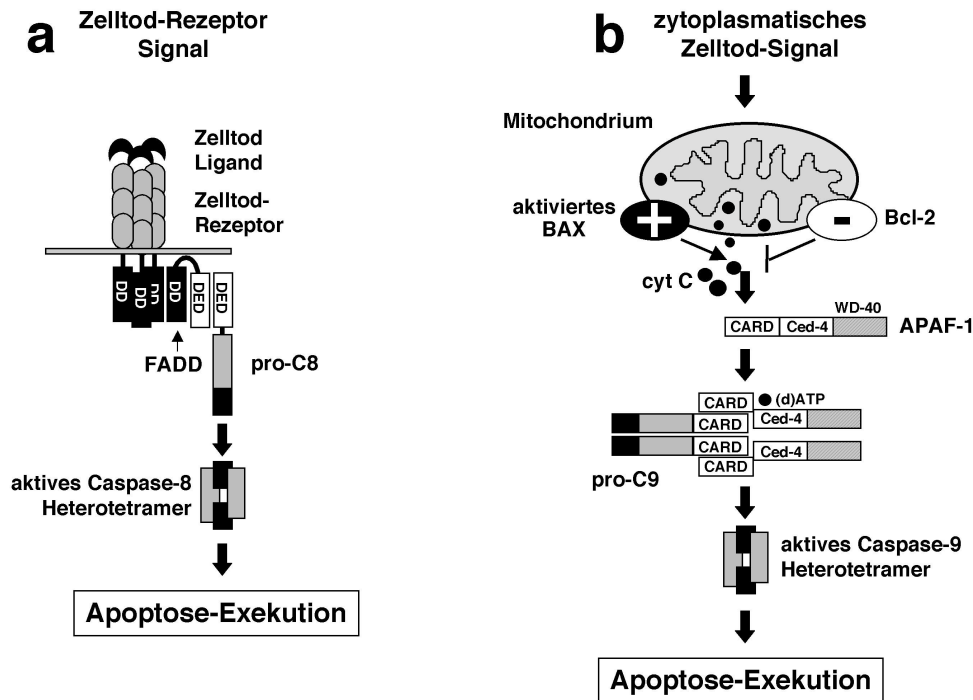 a
Zelltod-Rezeptor
Signal
Zelltod
Ligand
Zelltod-
Rezeptor
DD
DD
DD
DD
DED
DED
FADD
pro-C8
aktives Caspase-8
Heterotetramer
Apoptose-Exekution
b
zytoplasmatisches
Zelltod-Signal
Mitochondrium
aktiviertes
BAX
+
-
Bcl-2
cyt C
WD-40
CARD
Ced-4
APAF-1
CARD
(d)ATP
Ced-4
CARD
CARD
Ced-4
CARD
pro-C9
aktives Caspase-9
Heterotetramer
Apoptose-Exekution